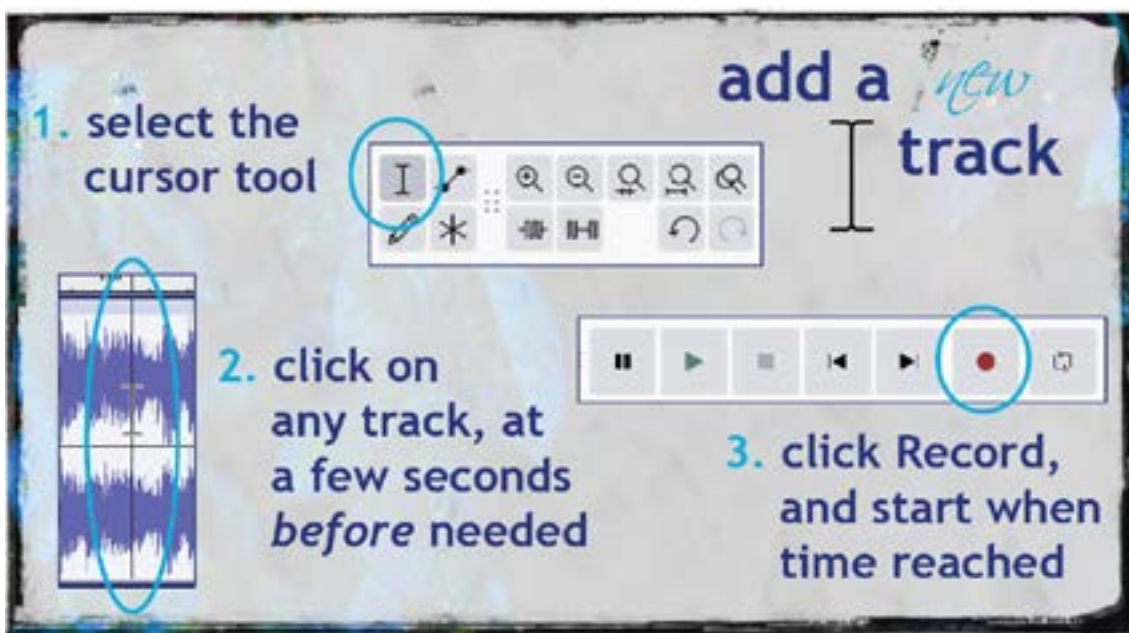 add a new
track
1. select the
cursor tool
2. click on
any track, at
a few seconds
before needed
3. click Record,
and start when
time reached